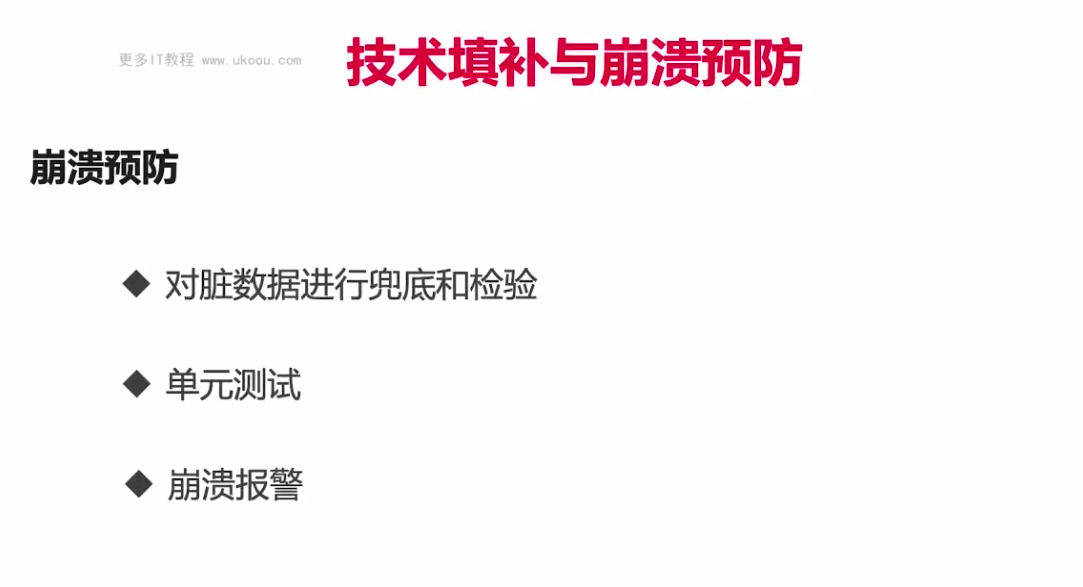 更多IT教程 www.ukoou.com
技术填补与崩溃预防
崩溃预防
◆ 对脏数据进行兜底和检验
◆ 单元测试
◆ 崩溃报警